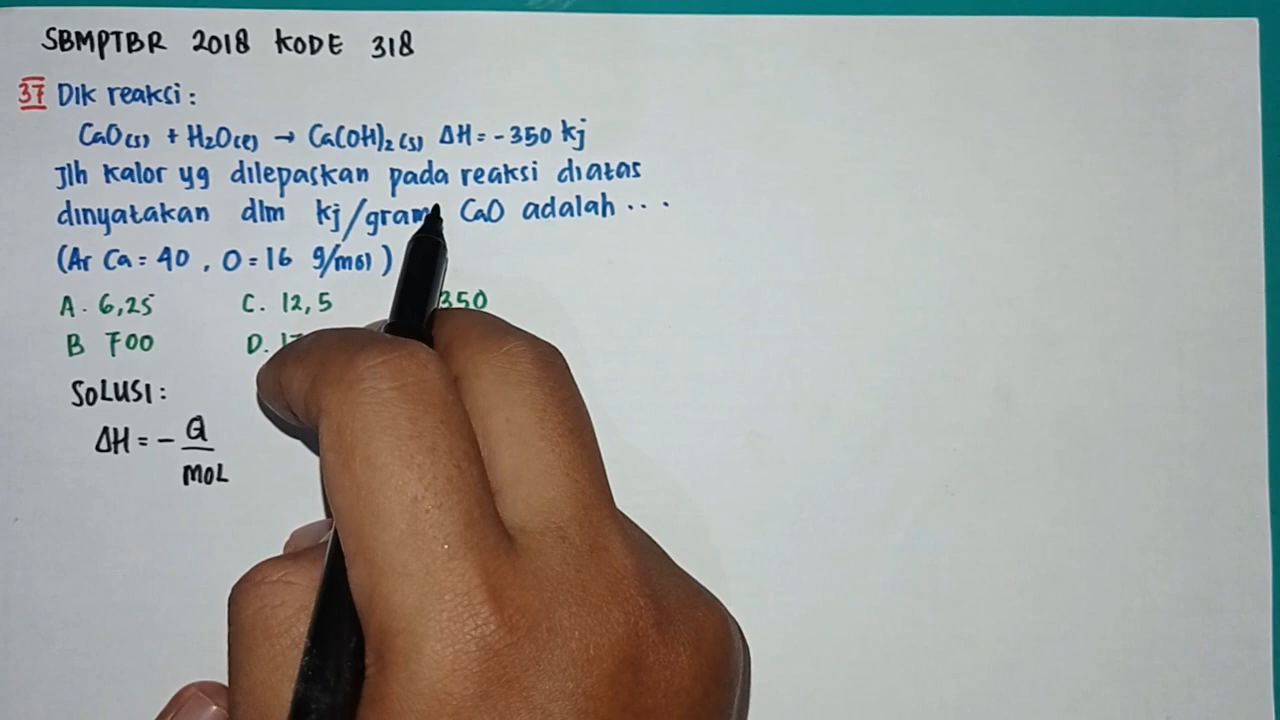 SBMPTBR 2018 KODE 318
37 Dik reaksi:
CaO(s) + H₂O(l) → Ca(OH)₂(s) ΔH = -350 kj
Jlh kalor yg dilepaskan pada reaksi diatas
dinyatakan dlm kj/gram CaO adalah ...
(Ar Ca = 40, O = 16 g/mol)
A. 6,25 C. 12,5 350
B 700 D.
SOLUSI:
ΔH = - Q
MOL